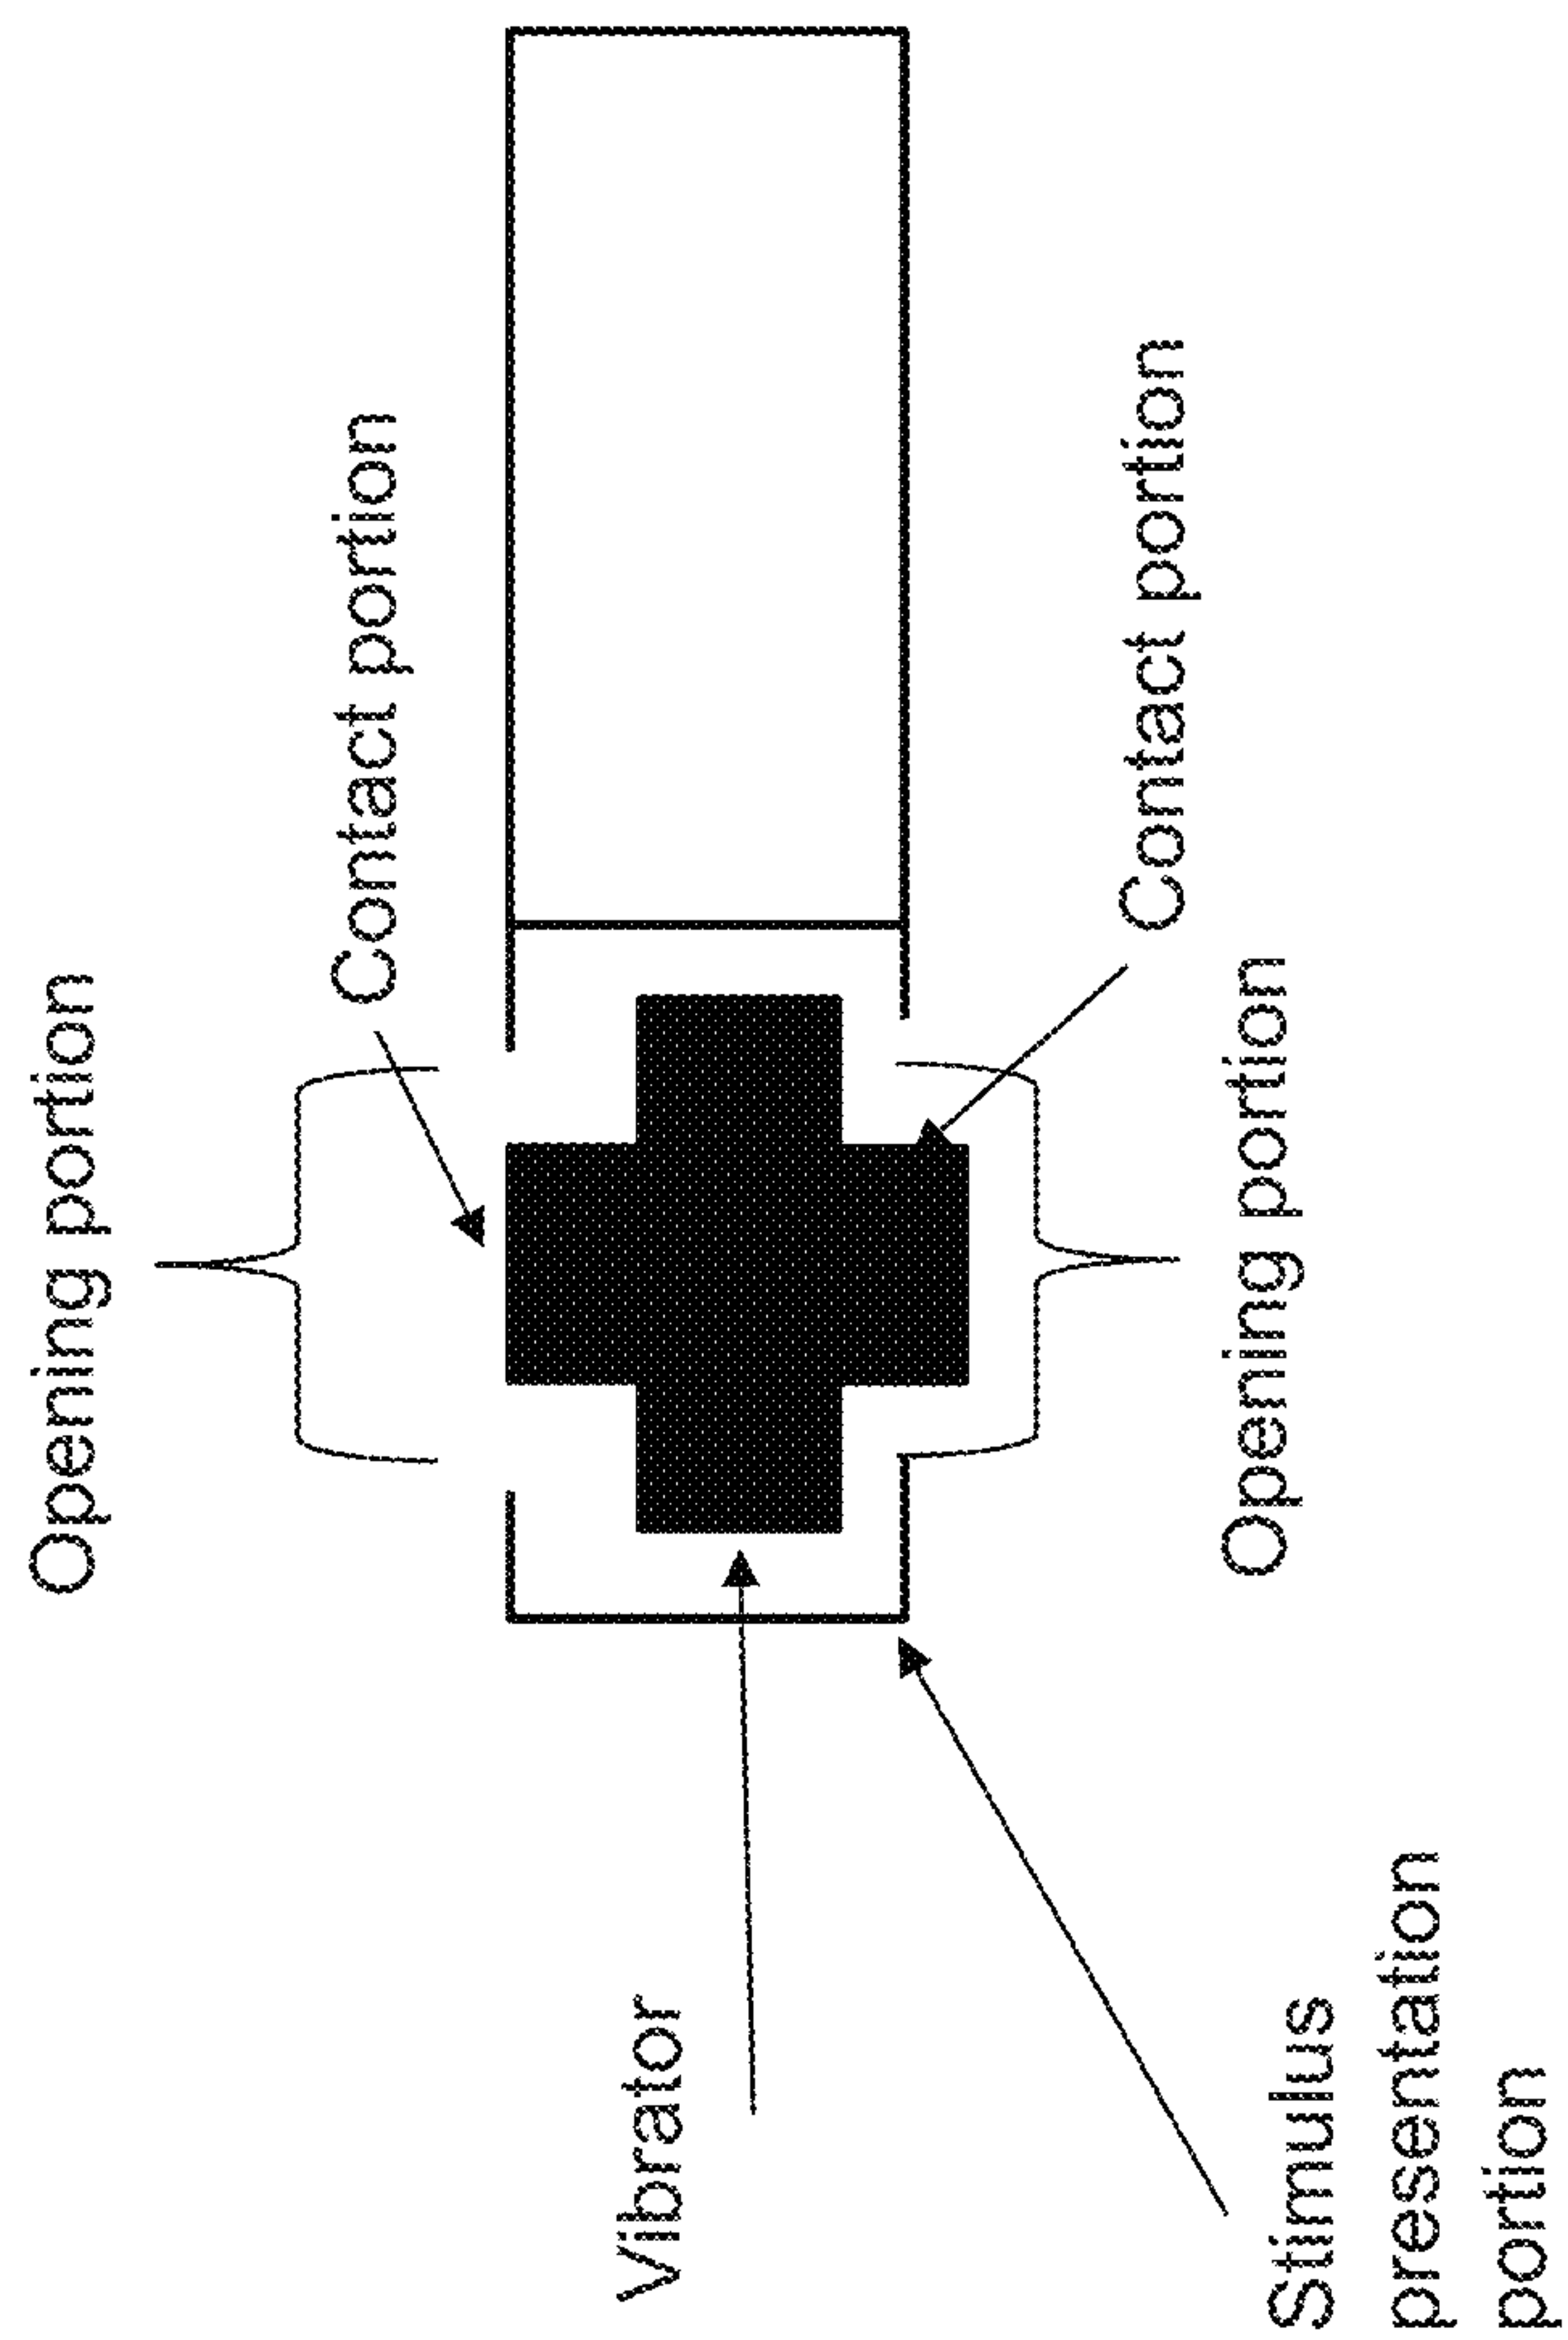 Opening portion
Contact portion
Vibrator
Contact portion
Opening portion
Stimulus
presentation
portion